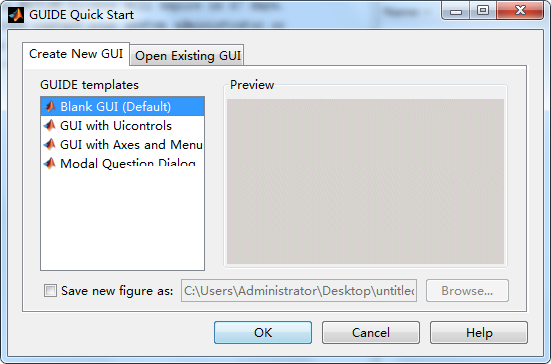 GUIDE Quick Start
Create New GUI
Open Existing GUI
GUIDE templates
Preview
Blank GUI (Default)
GUI with Uicontrols
GUI with Axes and Menu
Modal Question Dialog
Save new figure as:
C:\Users\Administrator\Desktop\untitled
Browse...
OK
Cancel
Help